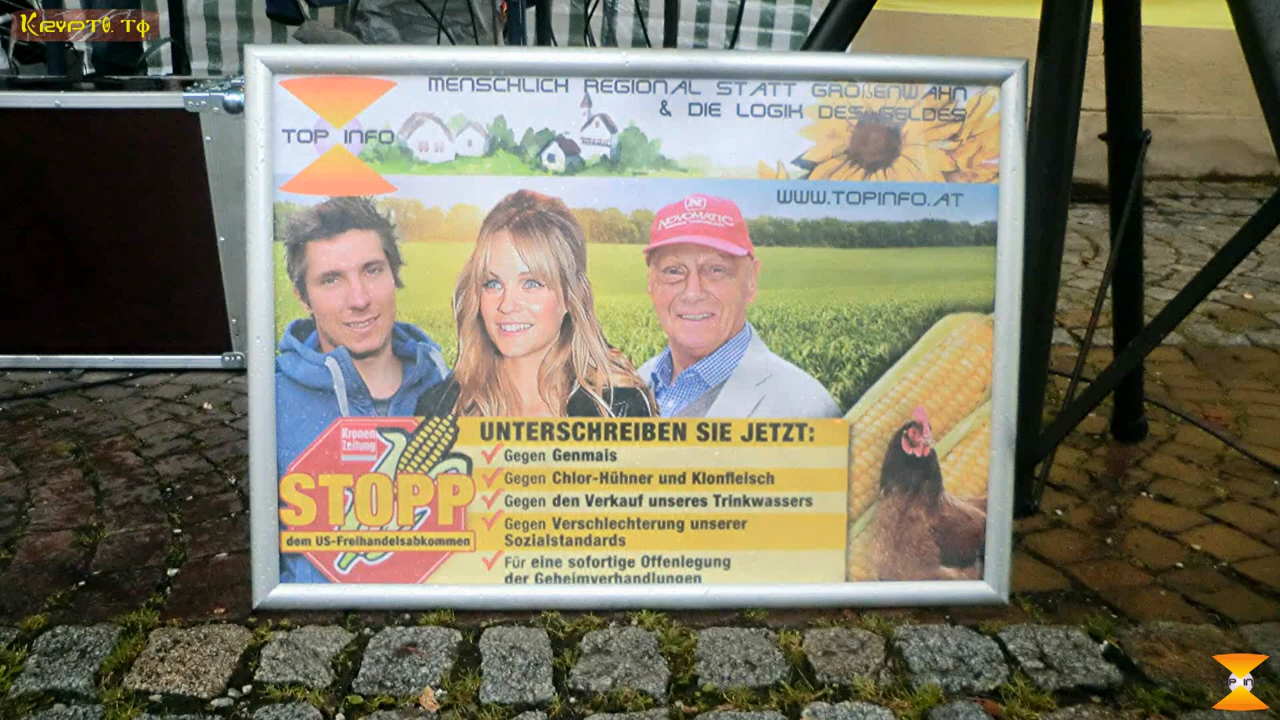 Krypto.To
MENSCHLICH REGIONAL STATT GROßENWAHN
& DIE LOGIK DES GELDES
TOP INFO
WWW.TOPINFO.AT
NOVOMATIC
Kronen
Zeitung
STOPP
dem US-Freihandelsabkommen
UNTERSCHREIBEN SIE JETZT:
Gegen Genmais
Gegen Chlor-Hühner und Klonfleisch
Gegen den Verkauf unseres Trinkwassers
Gegen Verschlechterung unserer
Sozialstandards
Für eine sofortige Offenlegung
der Geheimverhandlungen